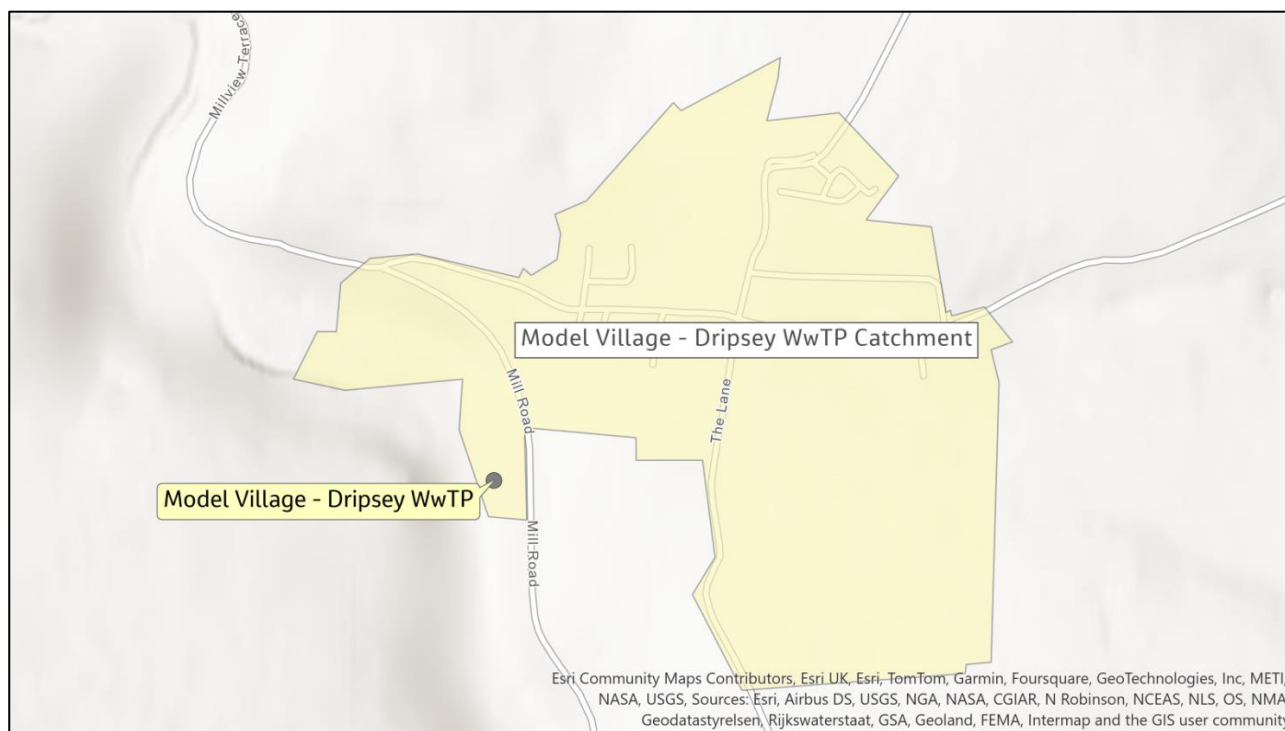 Millview Terrace
Model Village - Dripsey WwTP Catchment
Mill Road
The Lane
Model Village - Dripsey WwTP
Mill Road
Esri Community Maps Contributors, Esri UK, Esri, TomTom, Garmin, Foursquare, GeoTechnologies, Inc, METI/
NASA, USGS, Sources: Esri, Airbus DS, USGS, NGA, NASA, CGIAR, N Robinson, NCEAS, NLS, OS, NMA
Geodatastyrelsen, Rijkswaterstaat, GSA, Geoland, FEMA, Intermap and the GIS user community